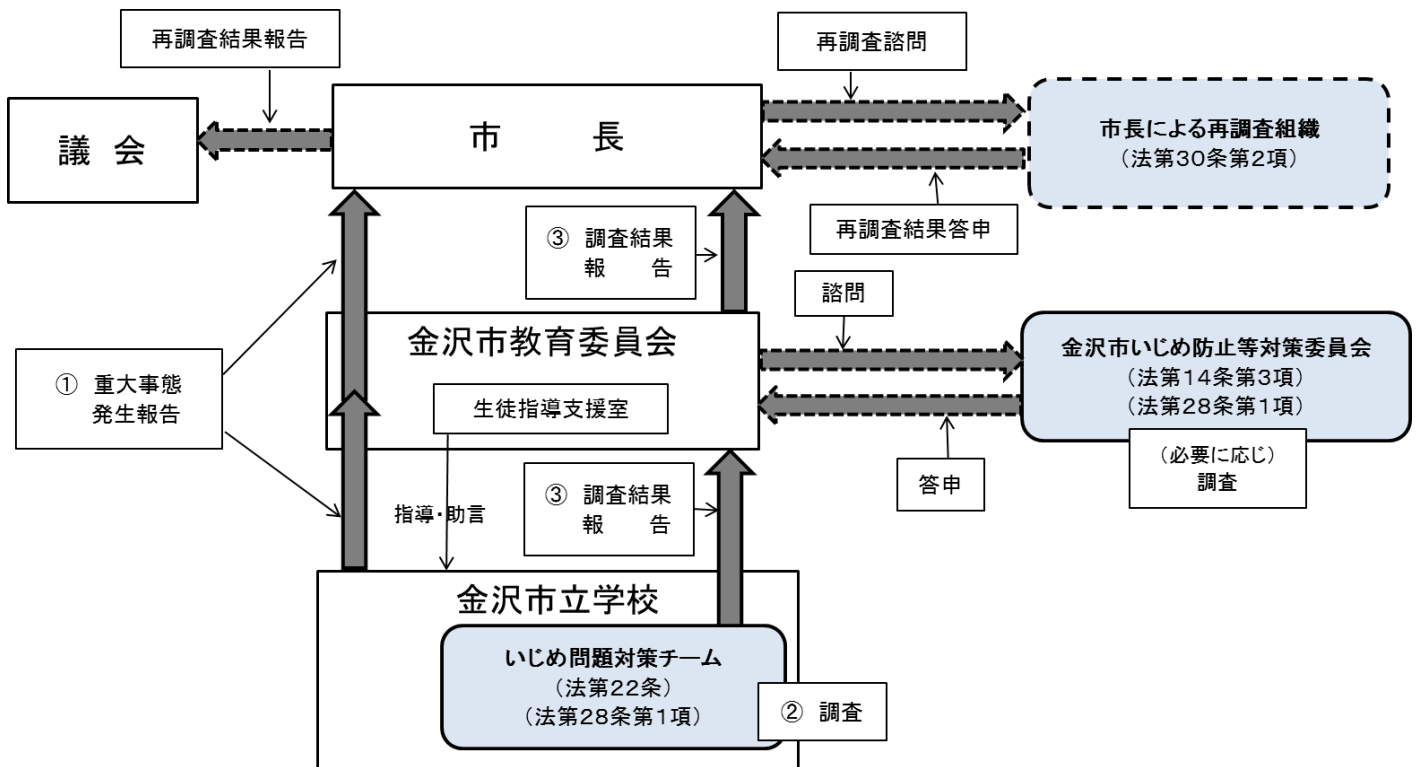 再調査結果報告
再調査諮問
議 会
市 長
市長による再調査組織
(法第30条第2項)
再調査結果答申
③ 調査結果
報 告
諮問
① 重大事態
発生報告
金沢市教育委員会
生徒指導支援室
金沢市いじめ防止等対策委員会
(法第14条第3項)
(法第28条第1項)
(必要に応じ)
調査
答申
指導・助言
③ 調査結果
報 告
金沢市立学校
いじめ問題対策チーム
(法第22条)
(法第28条第1項)
② 調査